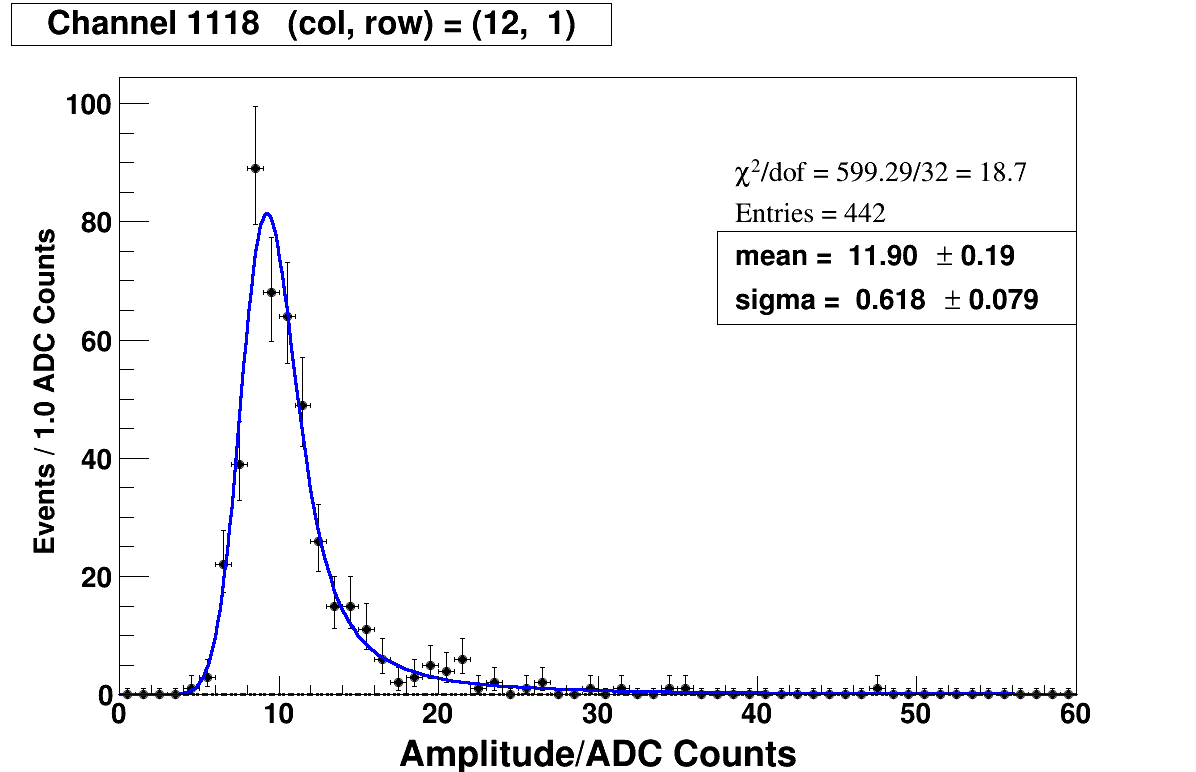 Channel 1118 (col, row) = (12, 1)
100
80
60
40
20
0
Events / 1.0 ADC Counts
χ²/dof = 599.29/32 = 18.7
Entries = 442
mean = 11.90 ± 0.19
sigma = 0.618 ± 0.079
0 10 20 30 40 50 60
Amplitude/ADC Counts